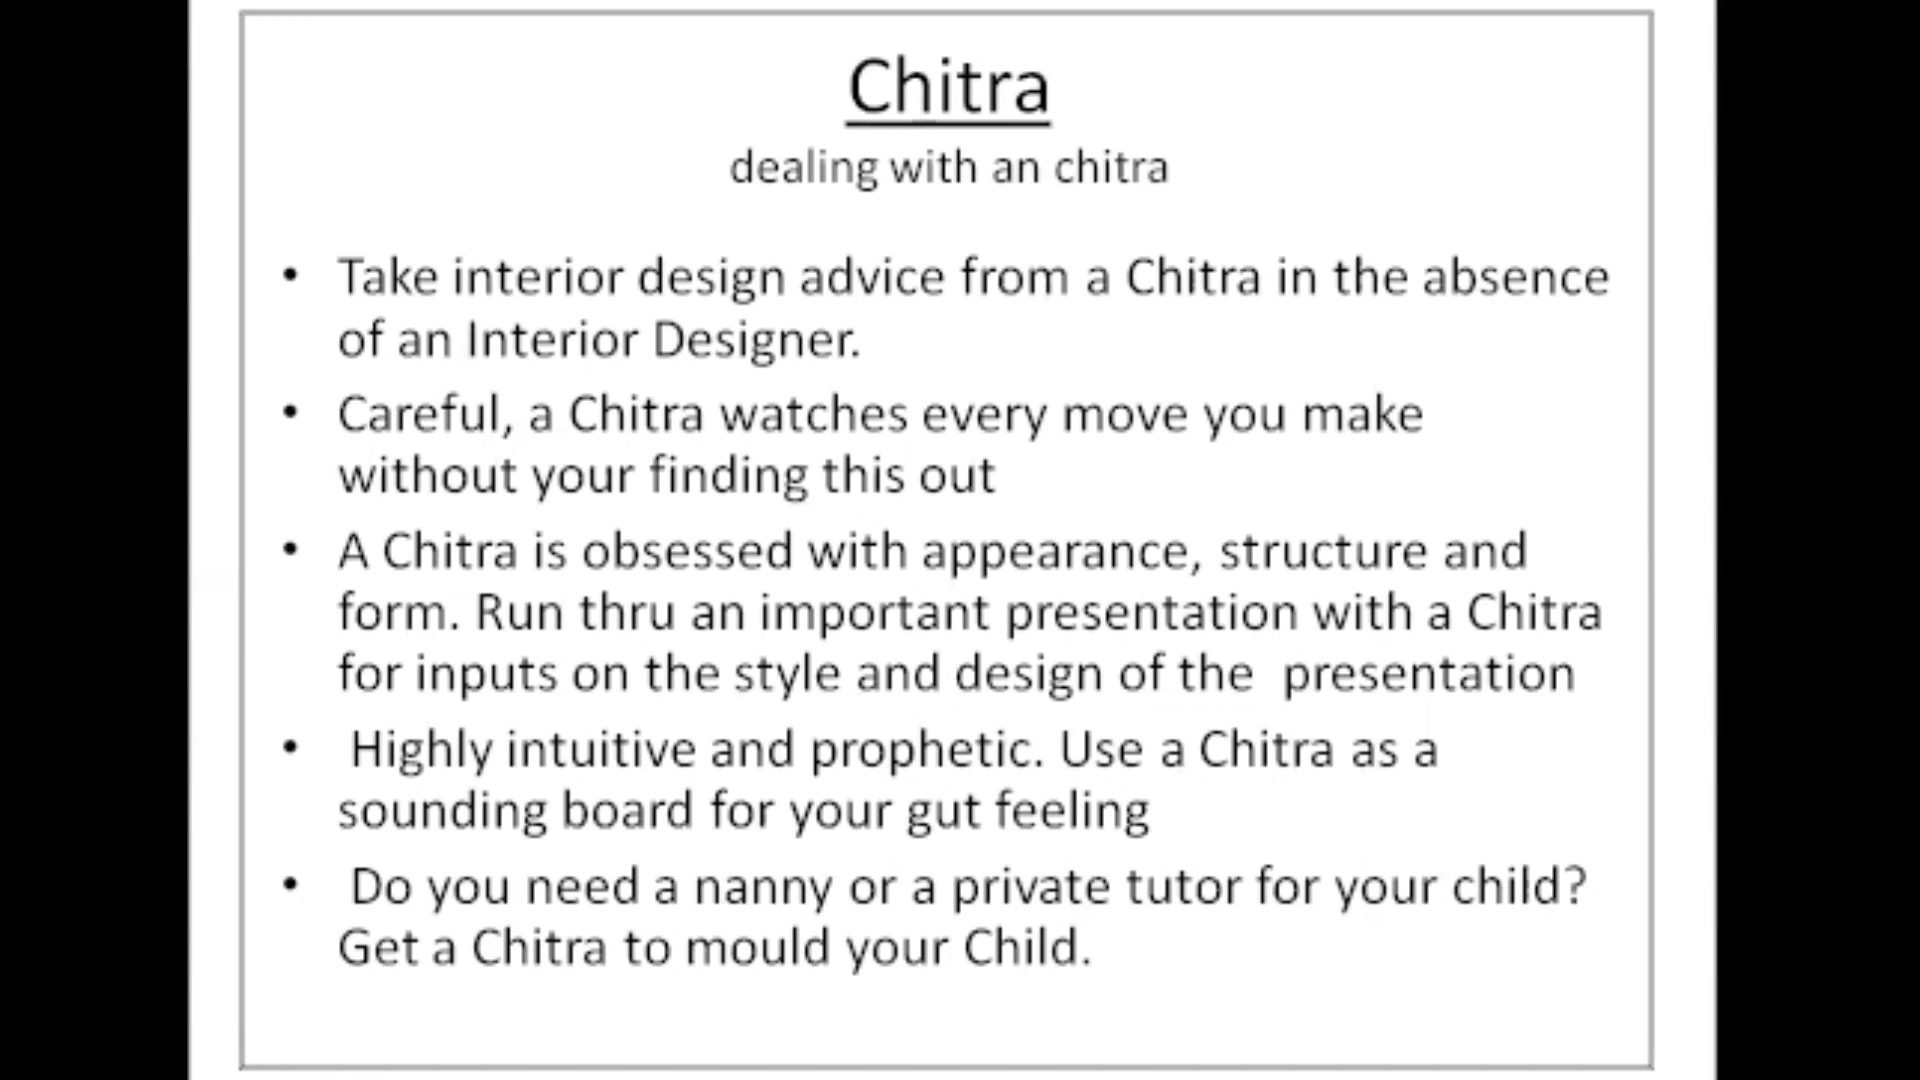 Chitra
dealing with an chitra
• Take interior design advice from a Chitra in the absence
of an Interior Designer.
• Careful, a Chitra watches every move you make
without your finding this out
• A Chitra is obsessed with appearance, structure and
form. Run thru an important presentation with a Chitra
for inputs on the style and design of the  presentation
• Highly intuitive and prophetic. Use a Chitra as a
sounding board for your gut feeling
• Do you need a nanny or a private tutor for your child?
Get a Chitra to mould your Child.